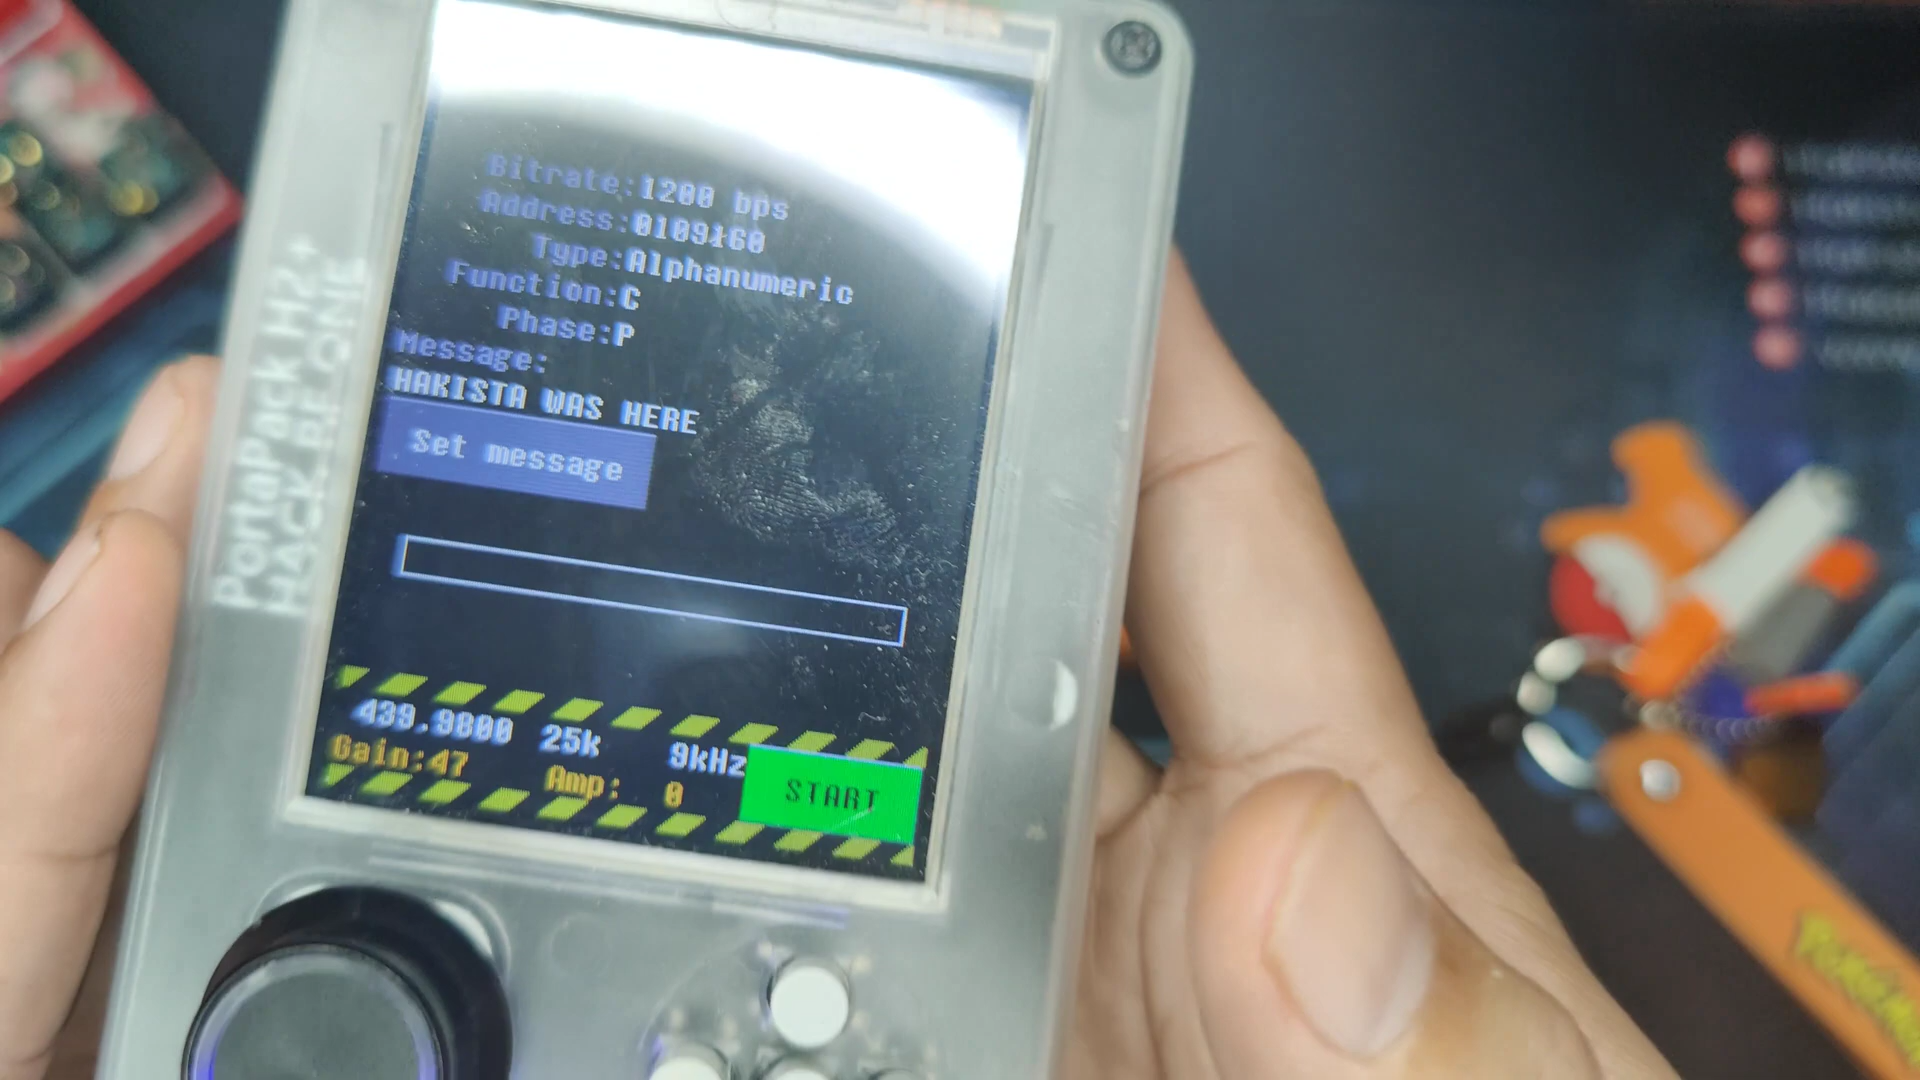 PortaPack H2+
HACK RF ONE
Bitrate:1200 bps
Address:0109160
Type:Alphanumeric
Function:C
Phase:P
Message:
HAKISTA WAS HERE
Set message
439.9800 25k 9kHz
Gain:47 Amp: 0
START